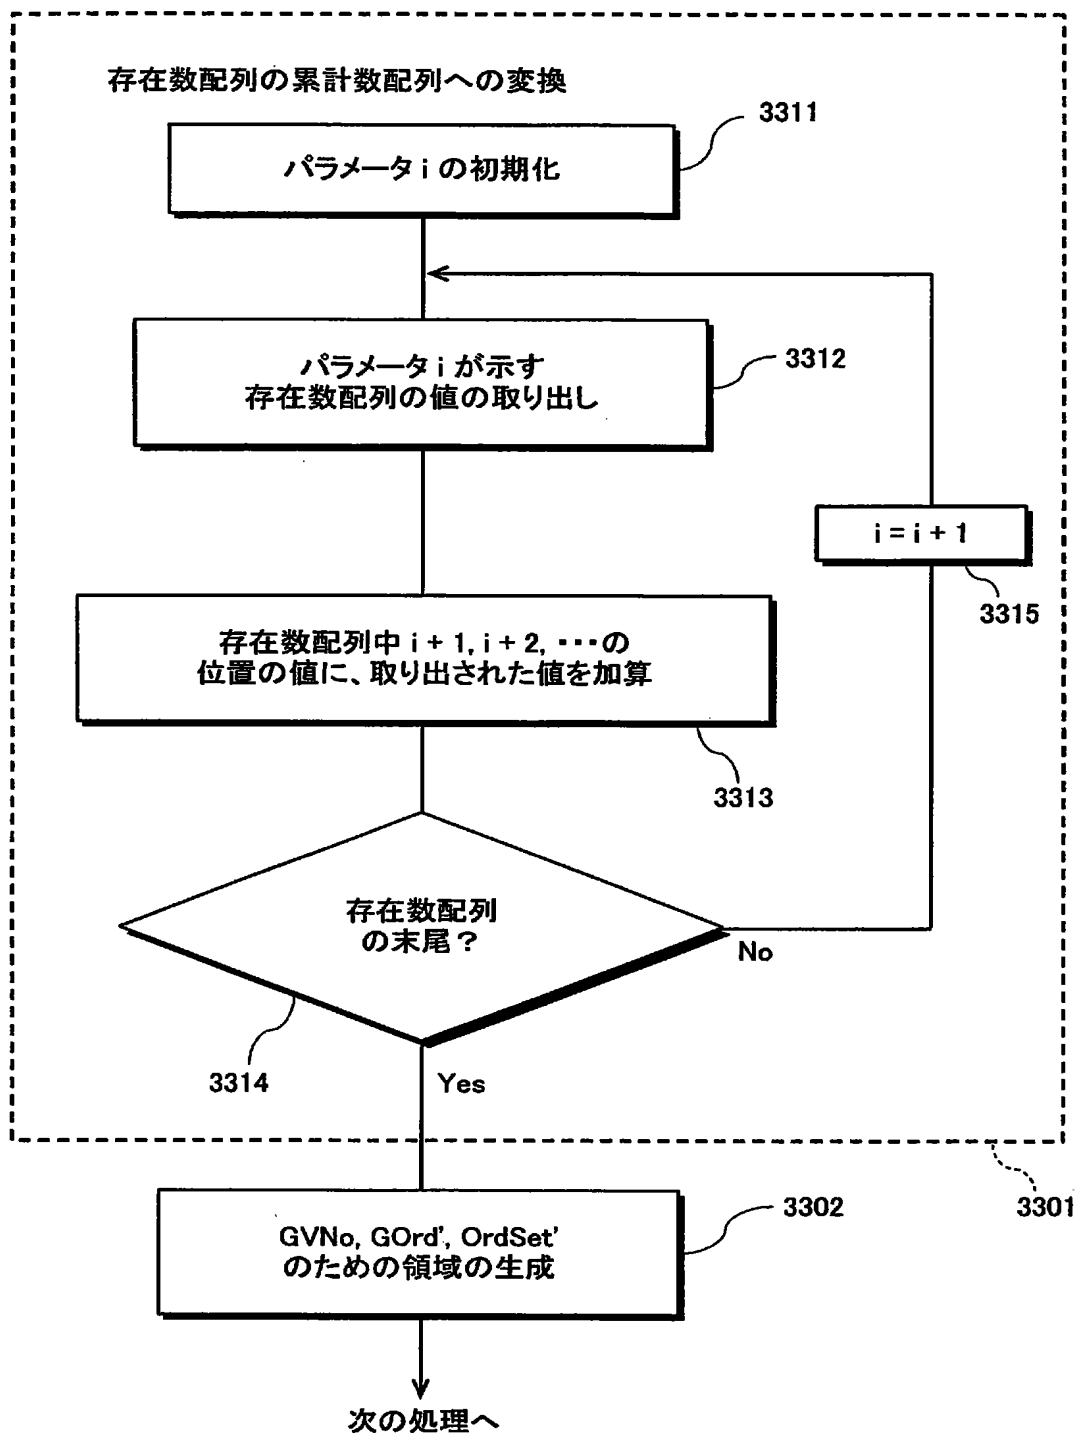 存在数配列の累計数配列への変換
3311
パラメータ i の初期化
3312
パラメータ i が示す
存在数配列の値の取り出し
i = i + 1
3315
存在数配列中 i + 1, i + 2, ･･･の
位置の値に、取り出された値を加算
3313
存在数配列
の末尾？
No
3314
Yes
3301
3302
GVNo, GOrd', OrdSet'
のための領域の生成
次の処理へ